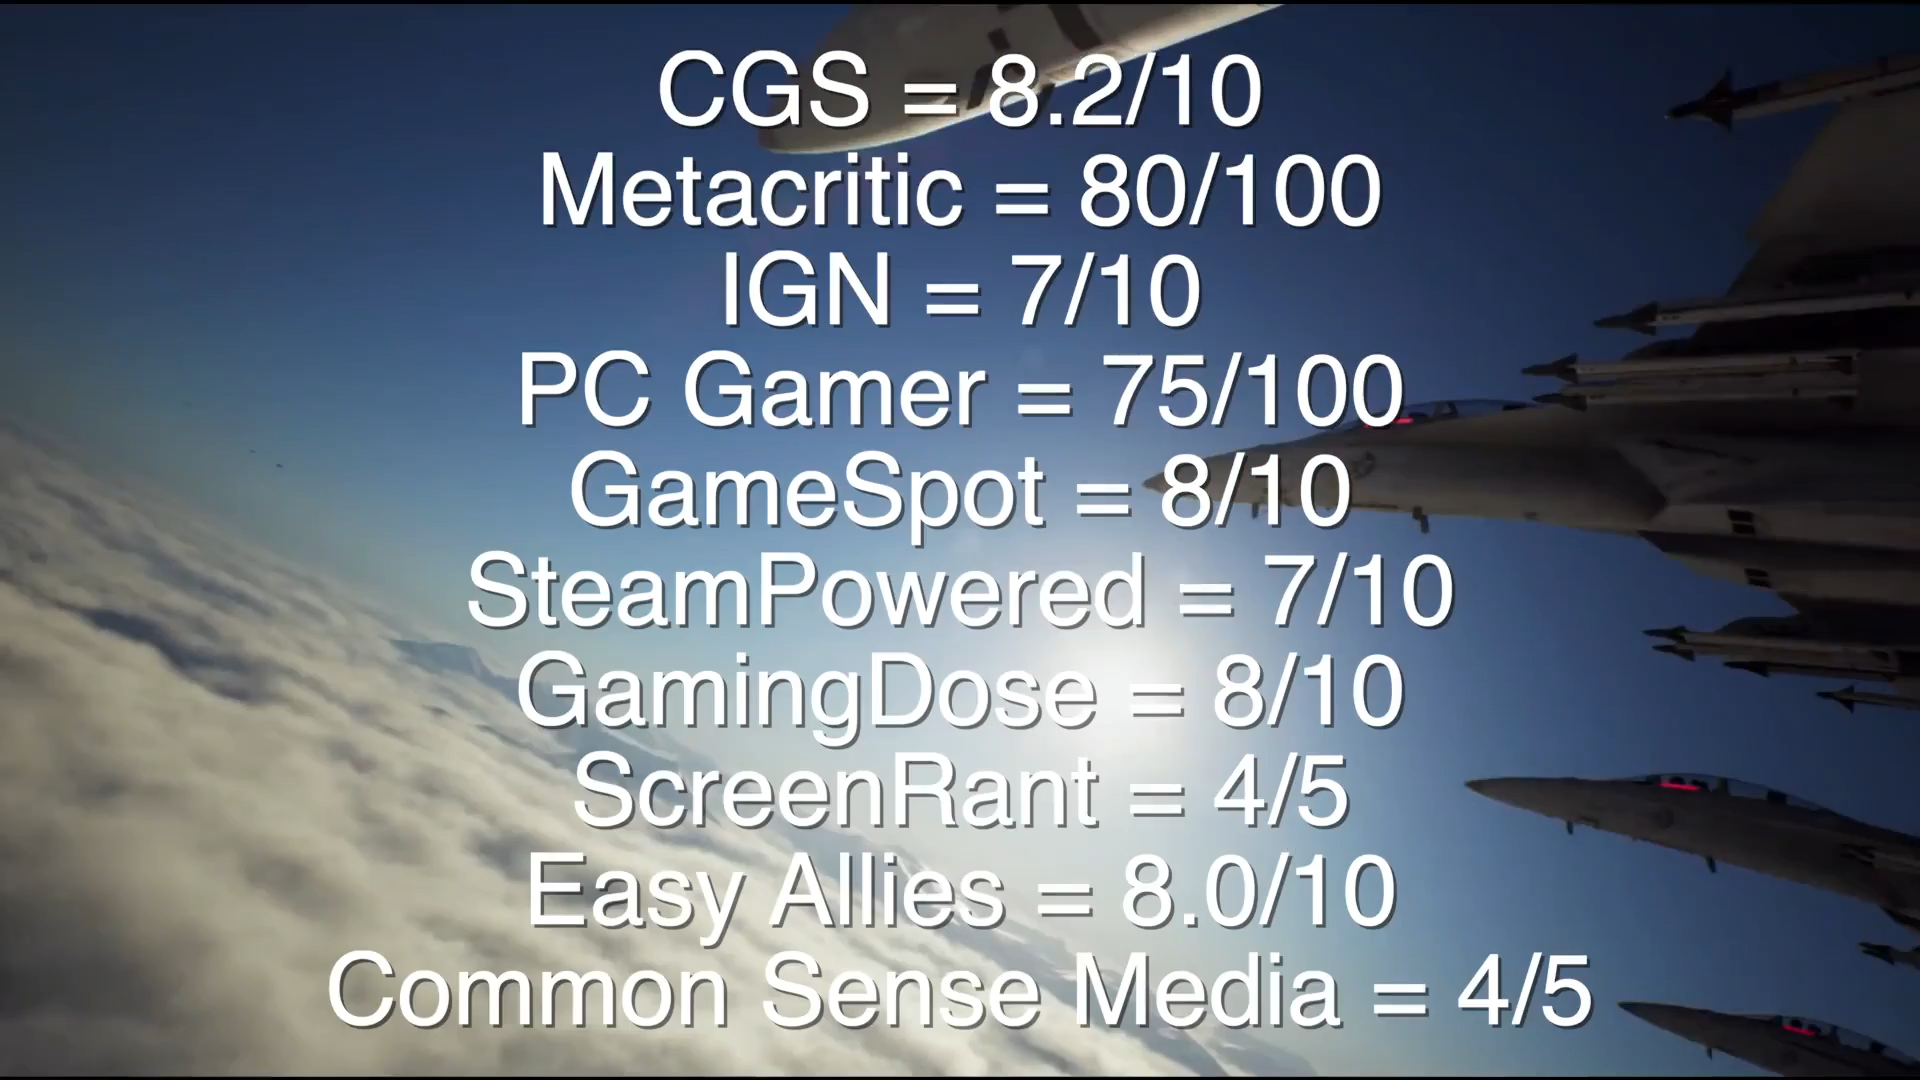 CGS = 8.2/10
Metacritic = 80/100
IGN = 7/10
PC Gamer = 75/100
GameSpot = 8/10
SteamPowered = 7/10
GamingDose = 8/10
ScreenRant = 4/5
Easy Allies = 8.0/10
Common Sense Media = 4/5